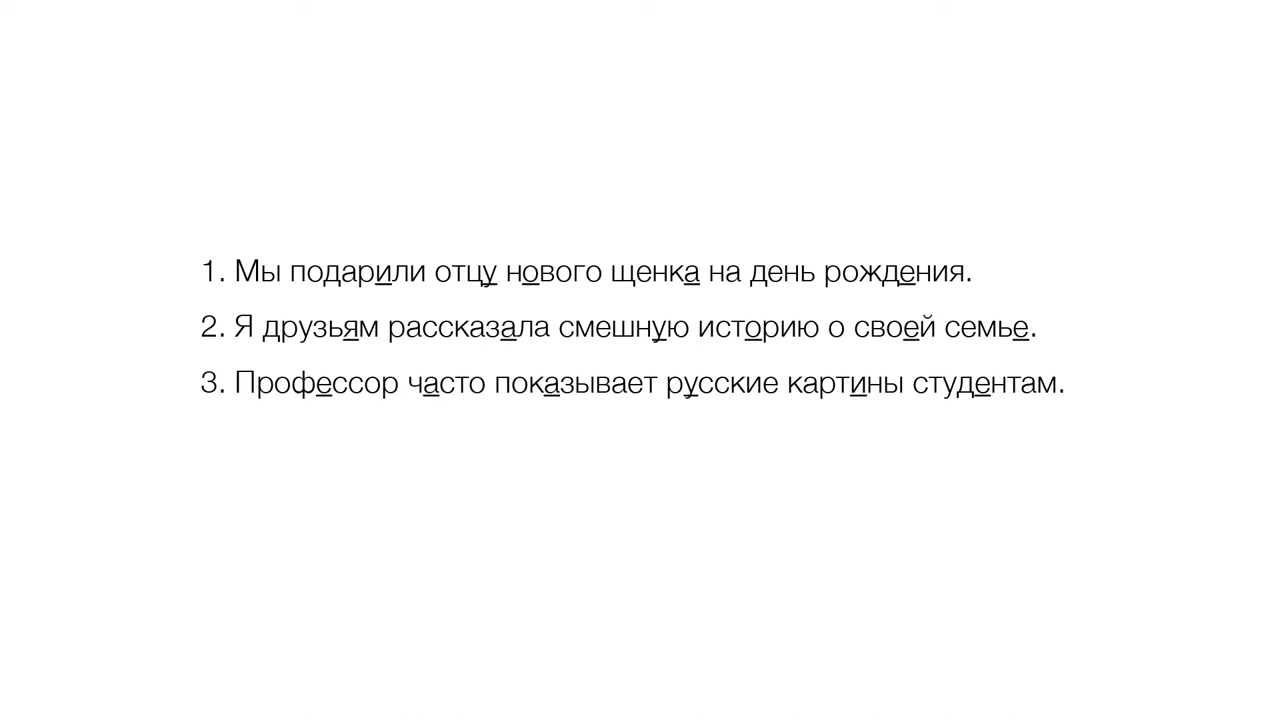 1. Мы подарили отцу нового щенка на день рождения.
2. Я друзьям рассказала смешную историю о своей семье.
3. Профессор часто показывает русские картины студентам.